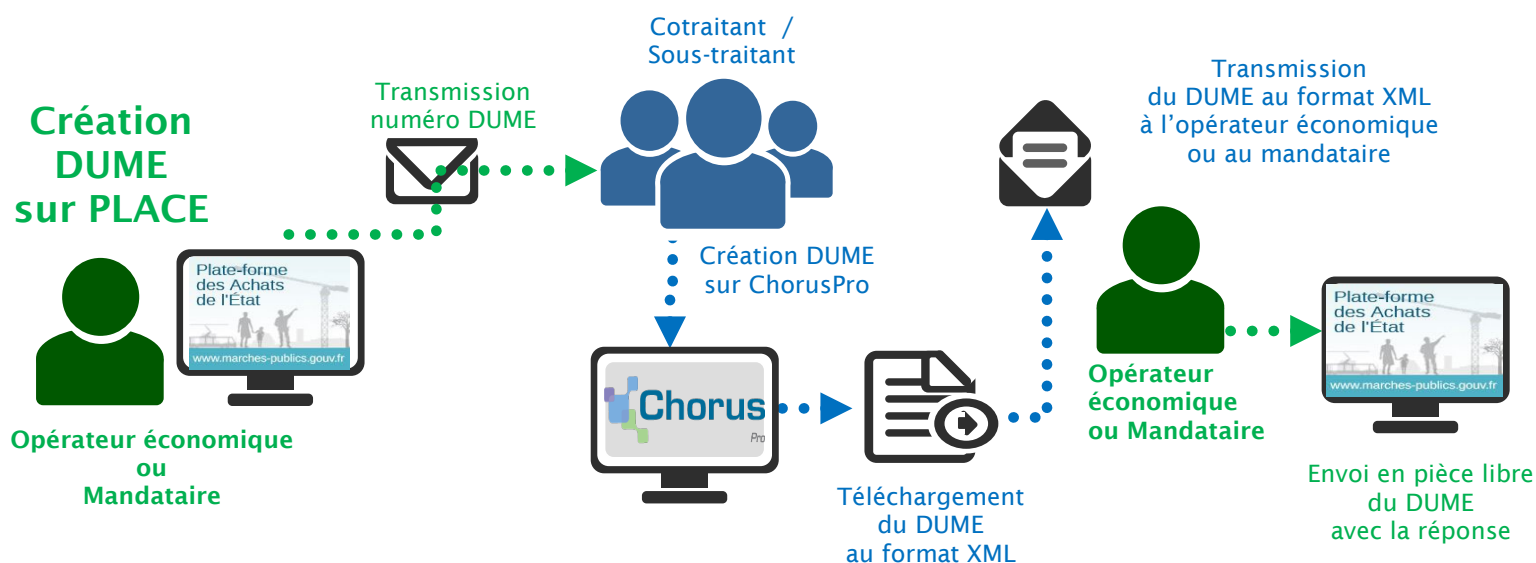 Création
DUME
sur PLACE
Plate-forme
des Achats
de l'État
www.marches-publics.gouv.fr
Opérateur économique
ou
Mandataire
Transmission
numéro DUME
Cotraitant /
Sous-traitant
Création DUME
sur ChorusPro
Chorus
Pro
Téléchargement
du DUME
au format XML
Transmission
du DUME au format XML
à l’opérateur économique
ou au mandataire
Opérateur
économique
ou Mandataire
Plate-forme
des Achats
de l'État
www.marches-publics.gouv.fr
Envoi en pièce libre
du DUME
avec la réponse